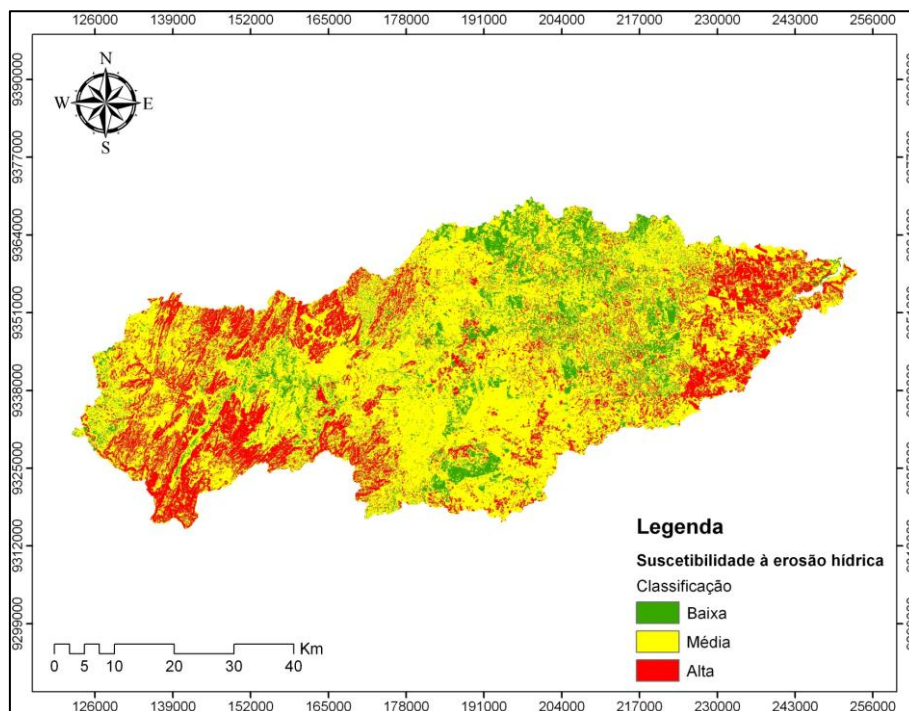 126000 139000 152000 165000 178000 191000 204000 217000 230000 243000 256000
9390000
9377000
9364000
9351000
9338000
9325000
9312000
9299000
N
W E
S
Legenda
Suscetibilidade à erosão hídrica
Classificação
Baixa
Média
Alta
Km
0 5 10 20 30 40
126000 139000 152000 165000 178000 191000 204000 217000 230000 243000 256000